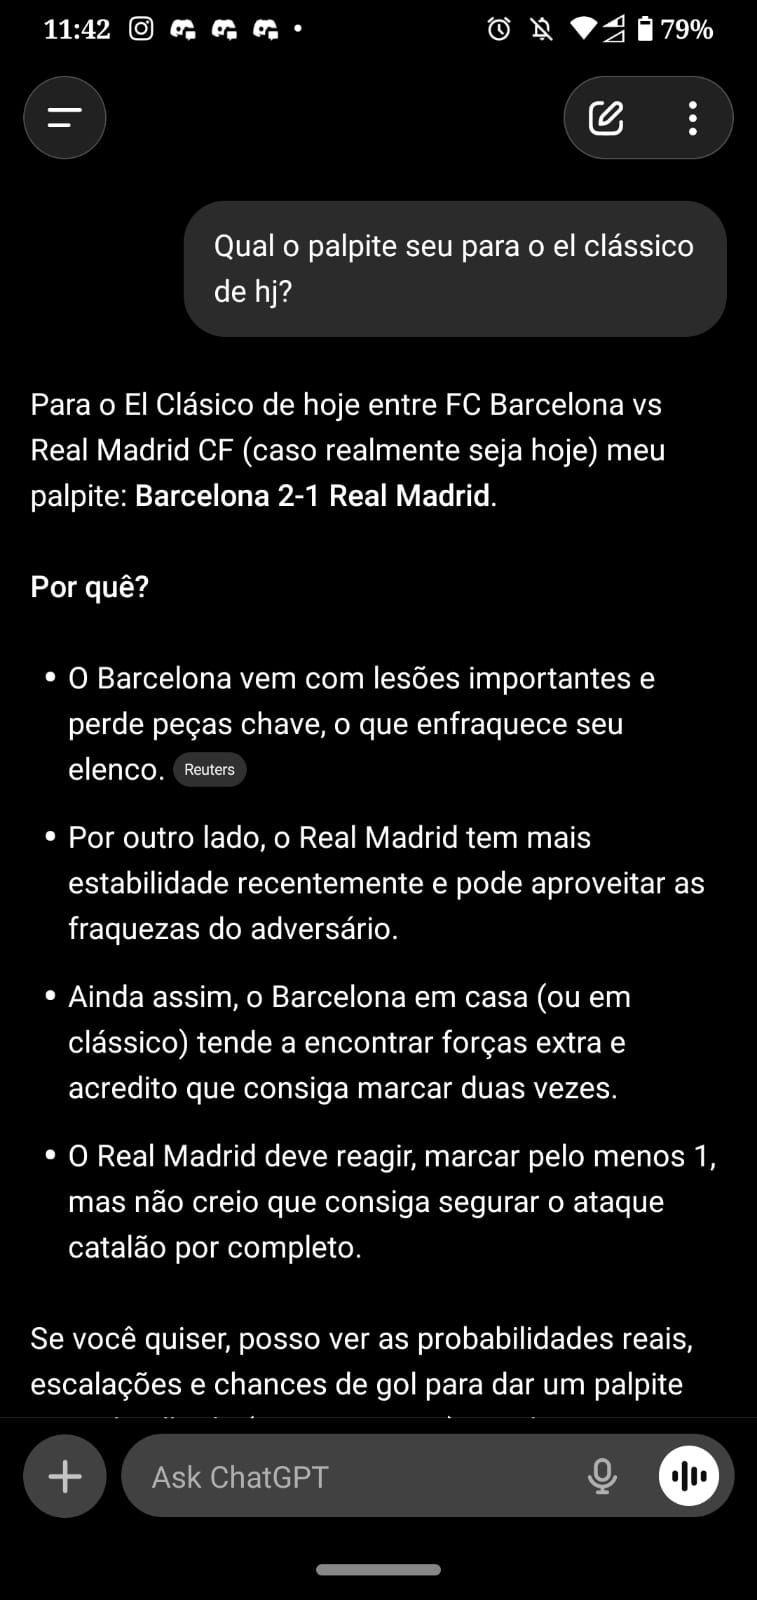 11:42
79%
Qual o palpite seu para o el clássico
de hj?
Para o El Clásico de hoje entre FC Barcelona vs
Real Madrid CF (caso realmente seja hoje) meu
palpite: Barcelona 2-1 Real Madrid.
Por quê?
• O Barcelona vem com lesões importantes e
perde peças chave, o que enfraquece seu
elenco. Reuters
• Por outro lado, o Real Madrid tem mais
estabilidade recentemente e pode aproveitar as
fraquezas do adversário.
• Ainda assim, o Barcelona em casa (ou em
clássico) tende a encontrar forças extra e
acredito que consiga marcar duas vezes.
• O Real Madrid deve reagir, marcar pelo menos 1,
mas não creio que consiga segurar o ataque
catalão por completo.
Se você quiser, posso ver as probabilidades reais,
escalações e chances de gol para dar um palpite
Ask ChatGPT